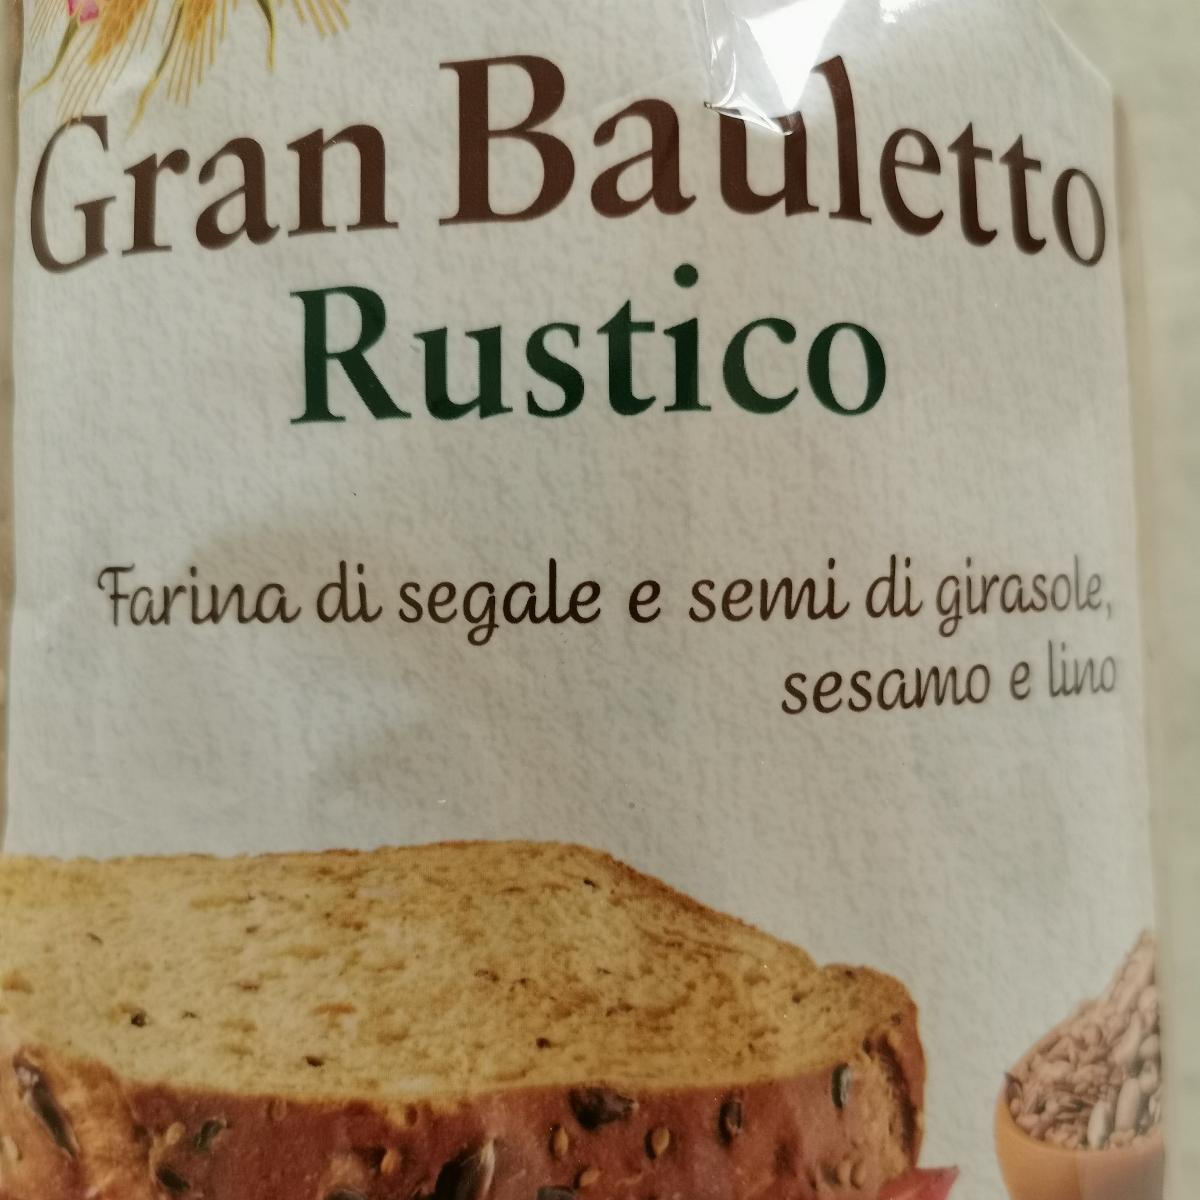 Gran Bauletto
Rustico
Farina di segale e semi di girasole,
sesamo e lino